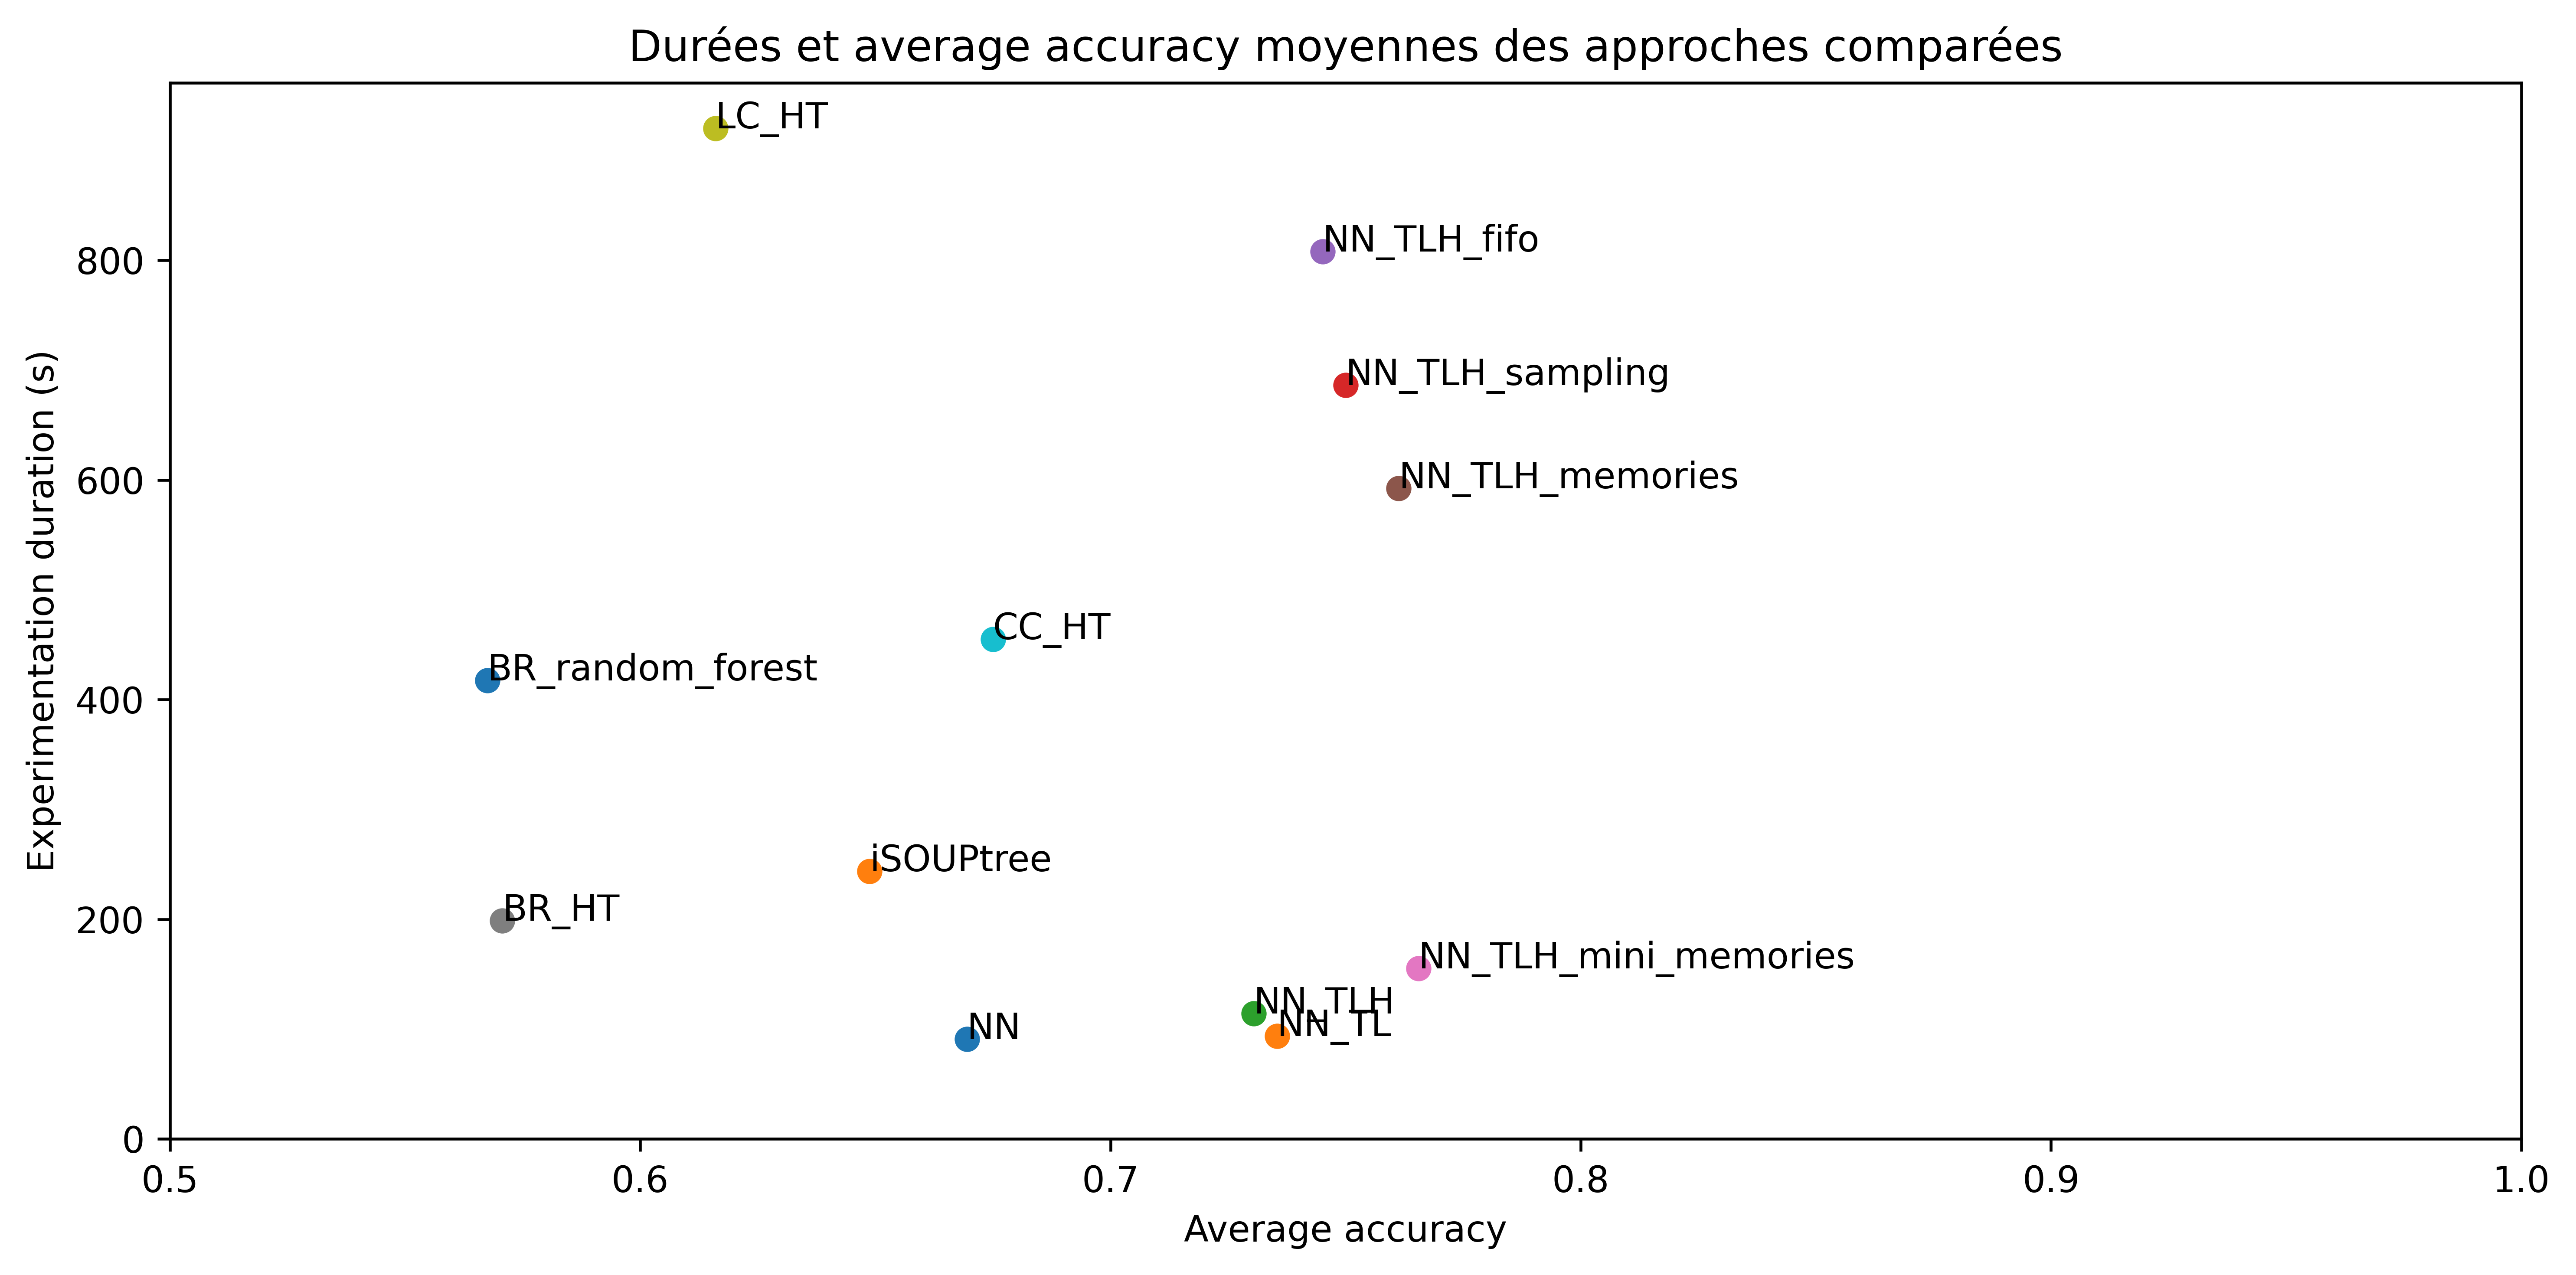 Durées et average accuracy moyennes des approches comparées
LC_HT
NN_TLH_fifo
NN_TLH_sampling
NN_TLH_memories
CC_HT
BR_random_forest
iSOUPtree
BR_HT
NN_TLH_mini_memories
NN_TLH
NN_TL
NN
Experimentation duration (s)
800
600
400
200
0
0.5 0.6 0.7 0.8 0.9 1.0
Average accuracy